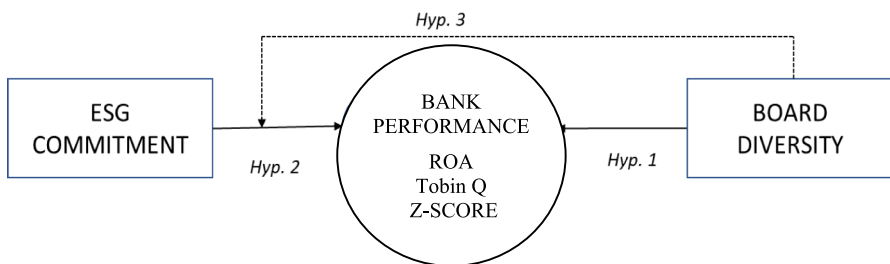 Hyp. 3
ESG
COMMITMENT
Hyp. 2
BANK
PERFORMANCE
ROA
Tobin Q
Z-SCORE
Hyp. 1
BOARD
DIVERSITY